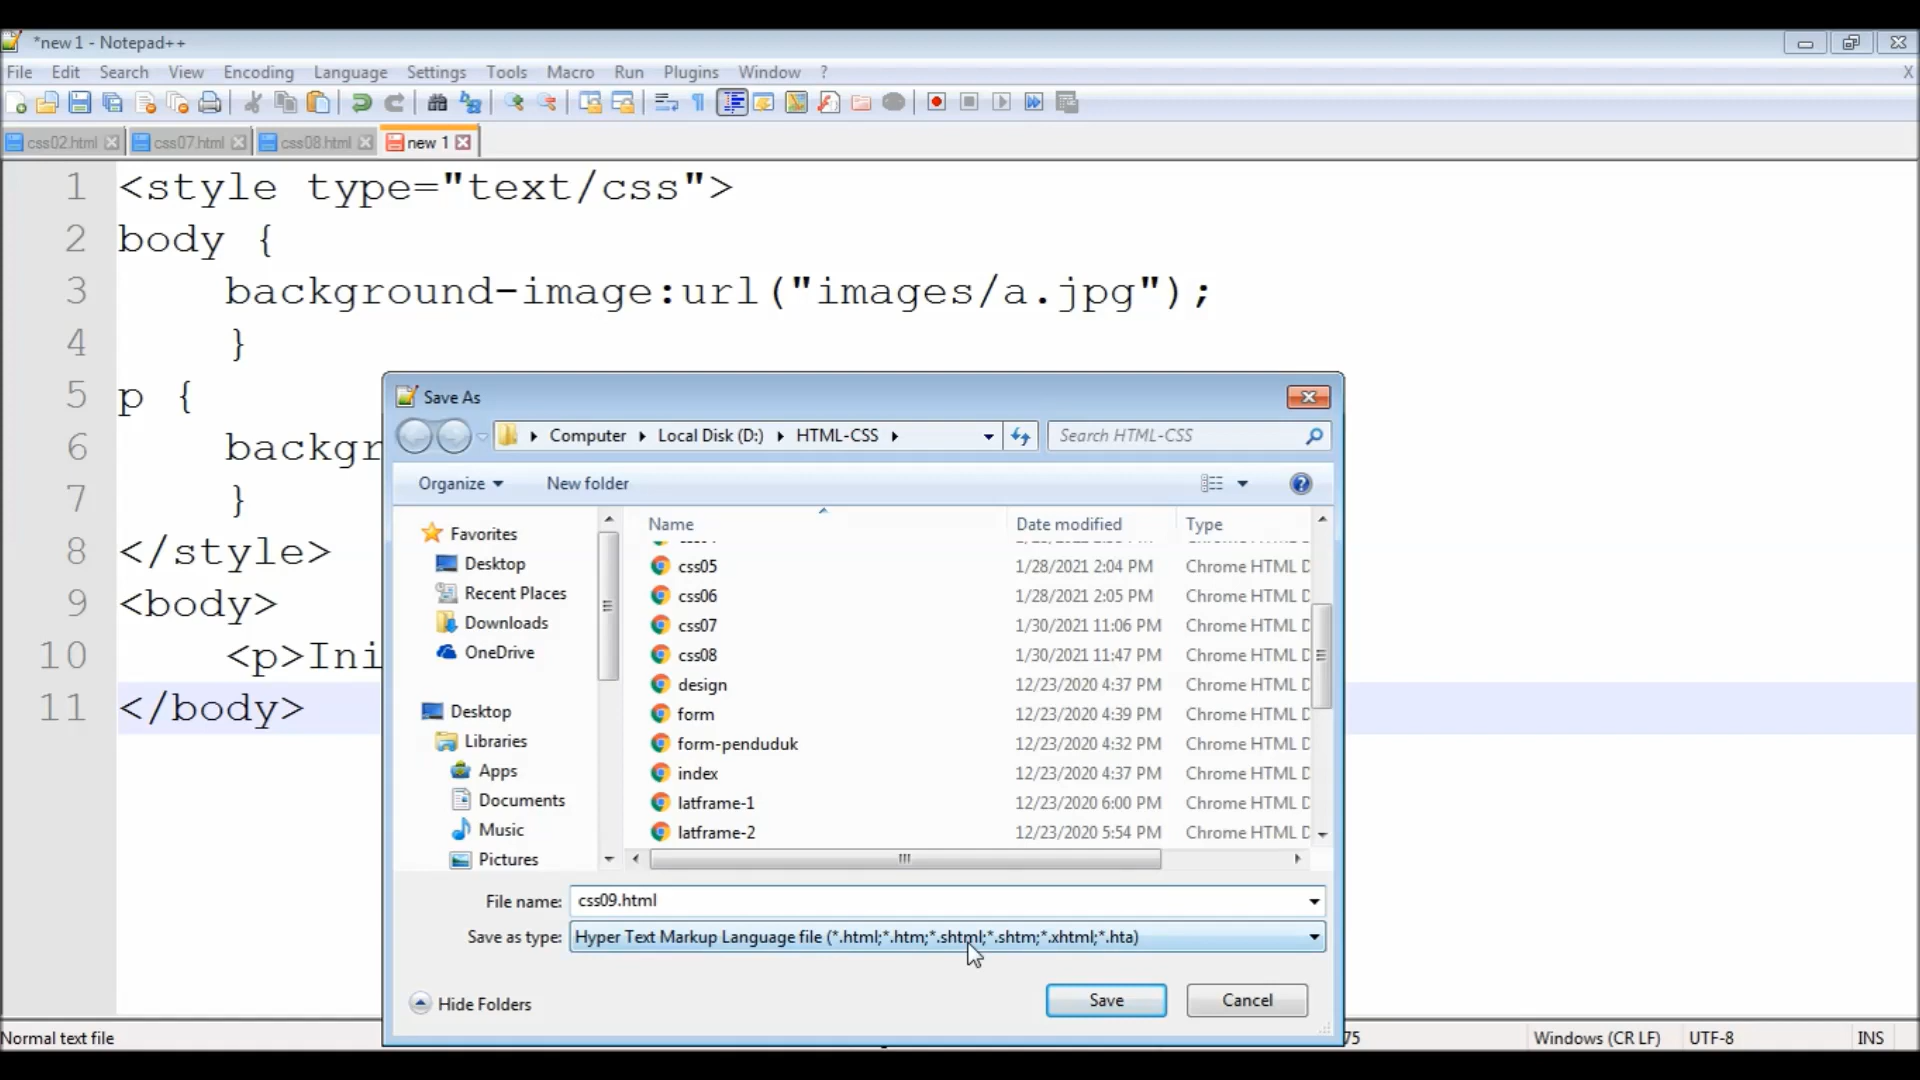 *new 1 - Notepad++
File Edit Search View Encoding Language Settings Tools Macro Run Plugins Window ? X
css02.html css07.html css08.html new 1
1 <style type="text/css">
2 body {
3 background-image:url("images/a.jpg");
4 }
5 p {
6 backgr
7 }
8 </style>
9 <body>
10 <p>Ini
11 </body>
Save As
Computer Local Disk (D:) HTML-CSS Search HTML-CSS
Organize New folder
Name Date modified Type
Favorites
Desktop
Recent Places
Downloads
OneDrive
Desktop
Libraries
Apps
Documents
Music
Pictures
css05 1/28/2021 2:04 PM Chrome HTML D
css06 1/28/2021 2:05 PM Chrome HTML D
css07 1/30/2021 11:06 PM Chrome HTML D
css08 1/30/2021 11:47 PM Chrome HTML D
design 12/23/2020 4:37 PM Chrome HTML D
form 12/23/2020 4:39 PM Chrome HTML D
form-penduduk 12/23/2020 4:32 PM Chrome HTML D
index 12/23/2020 4:37 PM Chrome HTML D
latframe-1 12/23/2020 6:00 PM Chrome HTML D
latframe-2 12/23/2020 5:54 PM Chrome HTML D
File name: css09.html
Save as type: Hyper Text Markup Language file (*.html;*.htm;*.shtml;*.shtm;*.xhtml;*.hta)
Hide Folders Save Cancel
Normal text file 75 Windows (CR LF) UTF-8 INS